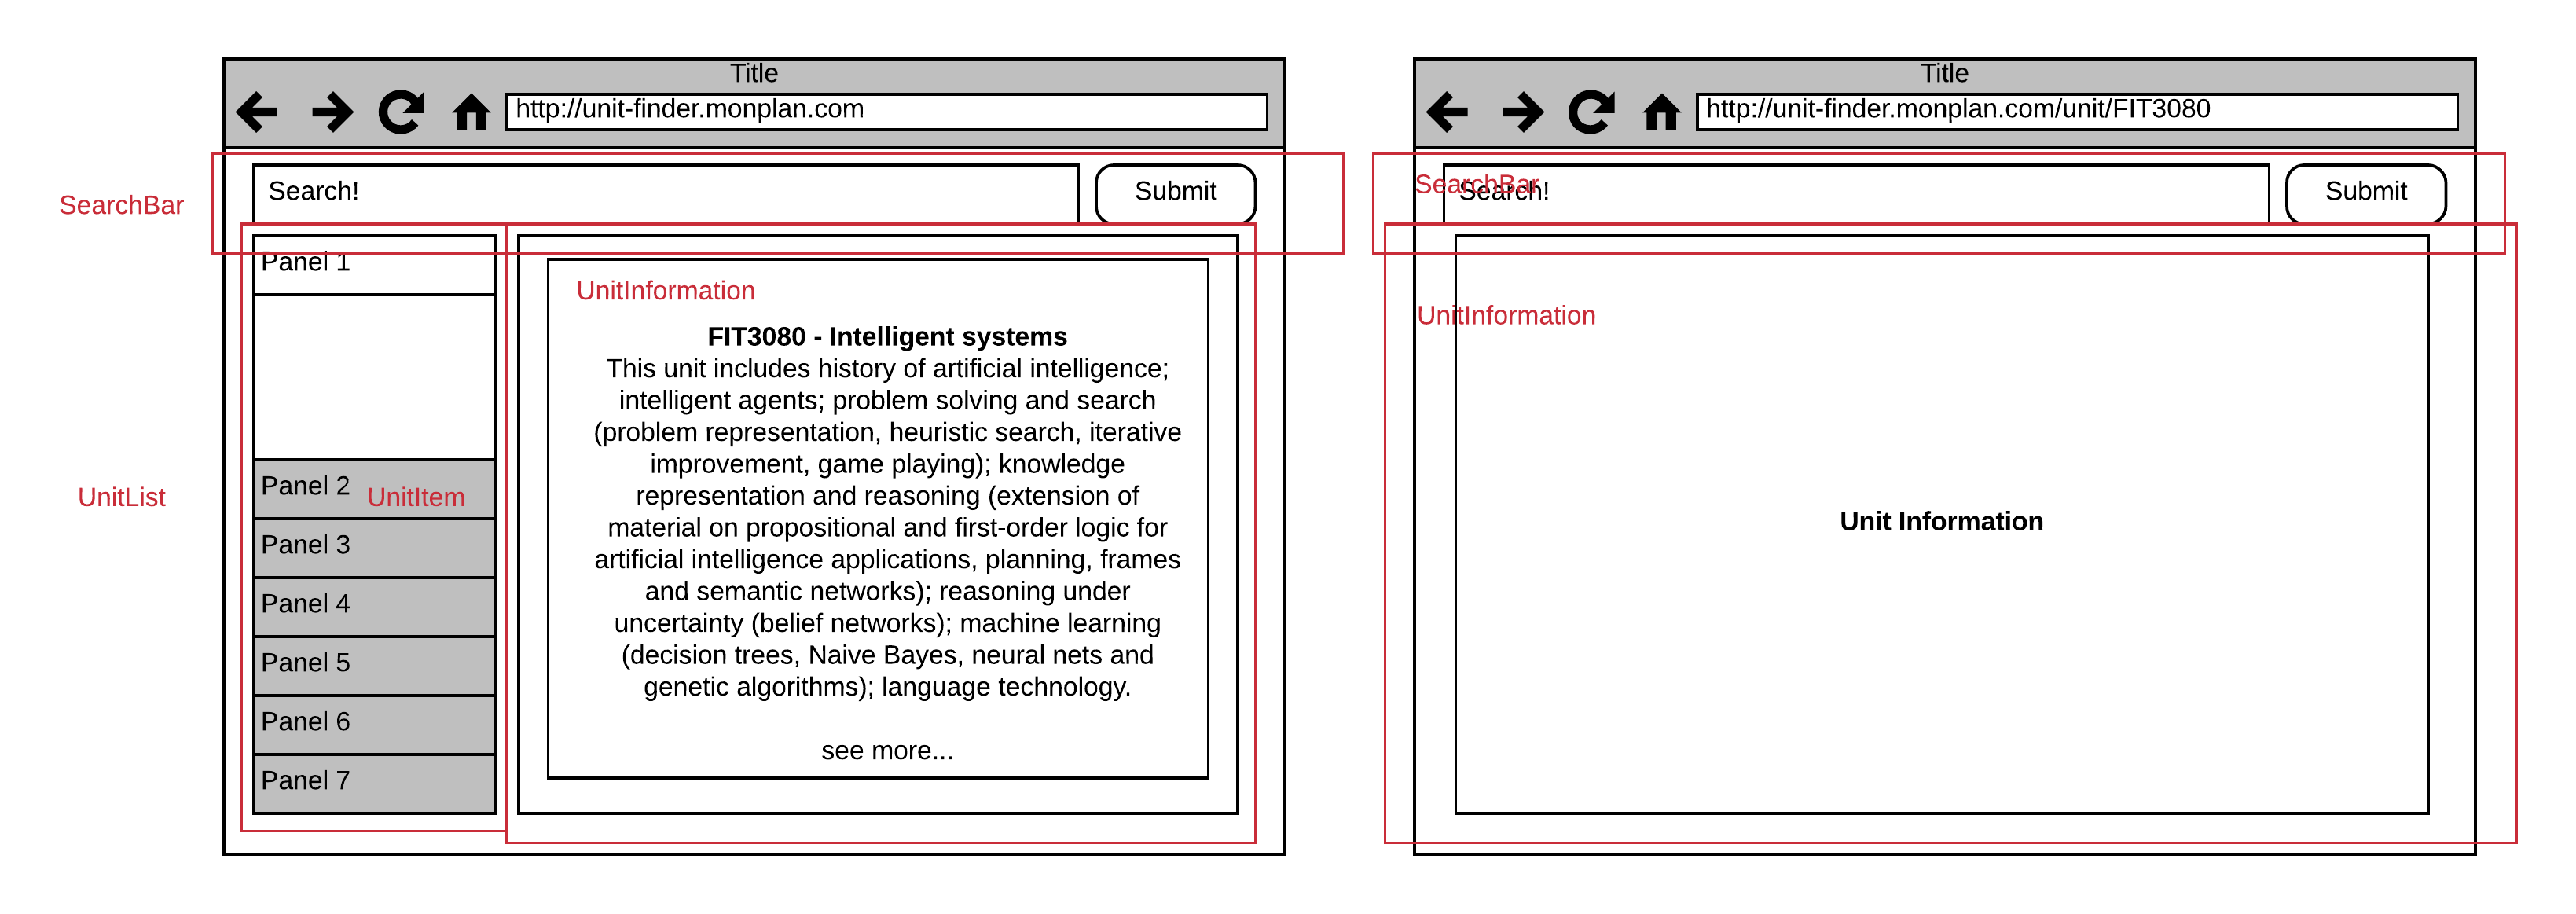 Title
http://unit-finder.monplan.com
SearchBar
Search!
Submit
Panel 1
UnitList
Panel 2
UnitItem
Panel 3
Panel 4
Panel 5
Panel 6
Panel 7
UnitInformation
FIT3080 - Intelligent systems
This unit includes history of artificial intelligence;
intelligent agents; problem solving and search
(problem representation, heuristic search, iterative
improvement, game playing); knowledge
representation and reasoning (extension of
material on propositional and first-order logic for
artificial intelligence applications, planning, frames
and semantic networks); reasoning under
uncertainty (belief networks); machine learning
(decision trees, Naive Bayes, neural nets and
genetic algorithms); language technology.
see more...
Title
http://unit-finder.monplan.com/unit/FIT3080
SearchBar
Search!
Submit
UnitInformation
Unit Information